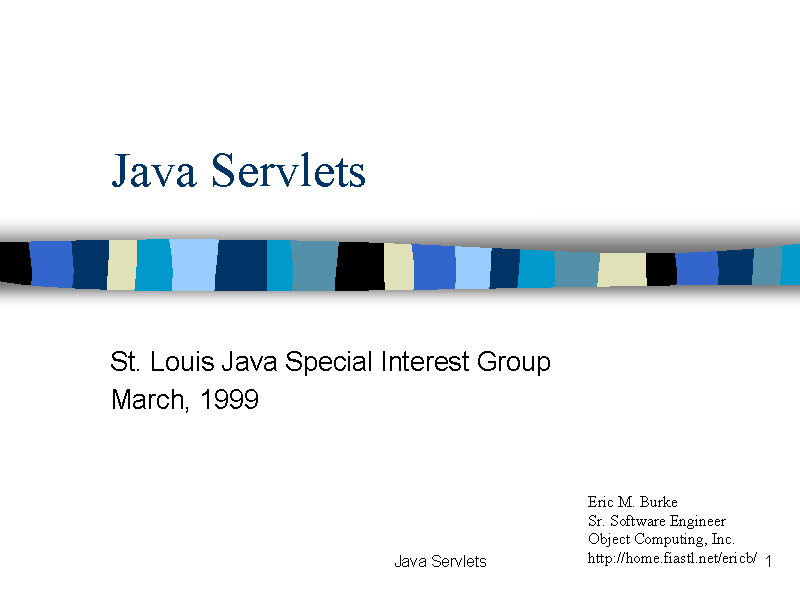 Java Servlets
St. Louis Java Special Interest Group
March, 1999
Eric M. Burke
Sr. Software Engineer
Object Computing, Inc.
http://home.fiastl.net/ericb/
Java Servlets
1